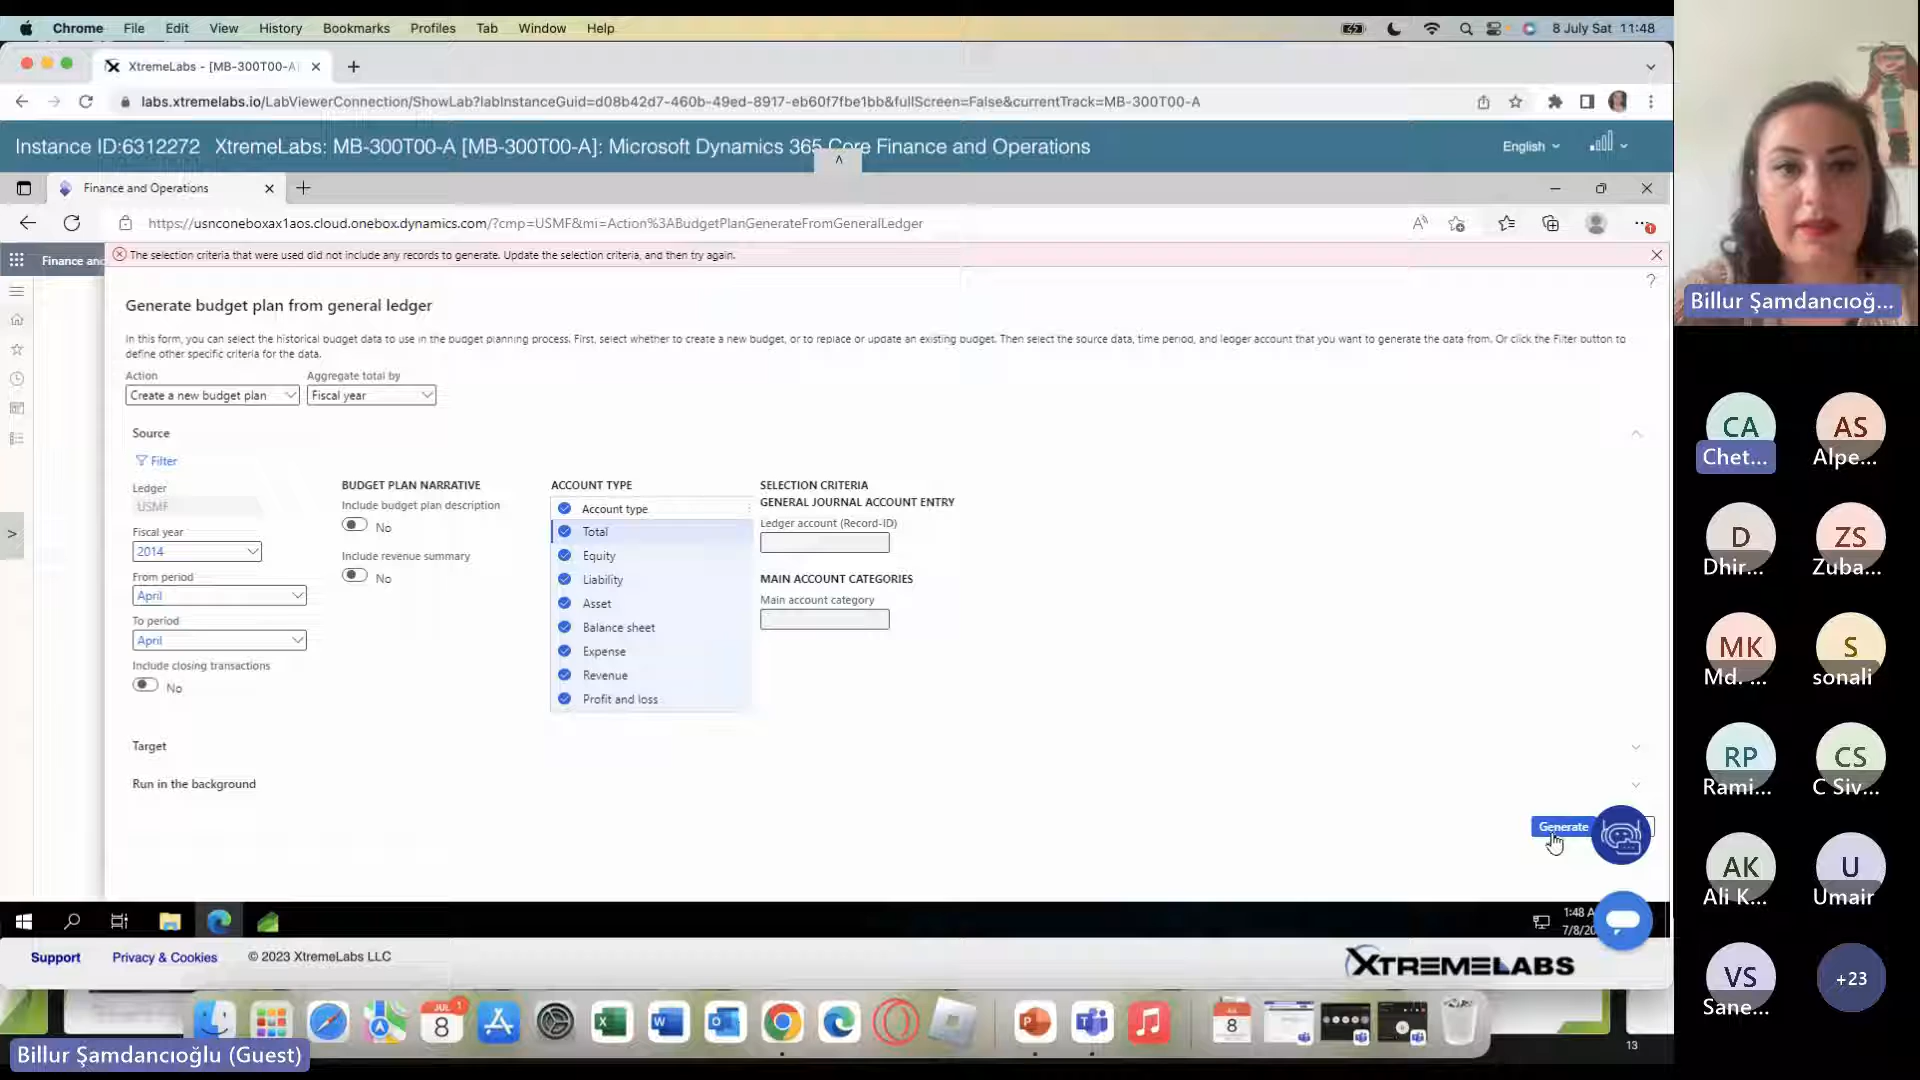 Chrome File Edit View History Bookmarks Profiles Tab Window Help 8 July Sat 11:48
XtremeLabs - [MB-300T00-A]
labs.xtremelabs.io/LabViewerConnection/ShowLab?labInstanceGuid=d08b42d7-460b-49ed-8917-eb60f7fbe1bb&fullScreen=False&currentTrack=MB-300T00-A
Instance ID:6312272 XtremeLabs: MB-300T00-A [MB-300T00-A]: Microsoft Dynamics 365 Core Finance and Operations English
Finance and Operations
https://usnconeboxax1aos.cloud.onebox.dynamics.com/?cmp=USMF&mi=Action%3ABudgetPlanGenerateFromGeneralLedger
Finance and
The selection criteria that were used did not include any records to generate. Update the selection criteria, and then try again.
Generate budget plan from general ledger
In this form, you can select the historical budget data to use in the budget planning process. First, select whether to create a new budget, or to replace or update an existing budget. Then select the source data, time period, and ledger account that you want to generate the data from. Or click the Filter button to
define other specific criteria for the data.
Action
Create a new budget plan
Aggregate total by
Fiscal year
Source
Filter
Ledger
USMF
Fiscal year
2014
From period
April
To period
April
Include closing transactions
No
BUDGET PLAN NARRATIVE
Include budget plan description
No
Include revenue summary
No
ACCOUNT TYPE
Account type
Total
Equity
Liability
Asset
Balance sheet
Expense
Revenue
Profit and loss
SELECTION CRITERIA
GENERAL JOURNAL ACCOUNT ENTRY
Ledger account (Record-ID)
MAIN ACCOUNT CATEGORIES
Main account category
Target
Run in the background
Generate
1:48 A
7/8/20
Support Privacy & Cookies © 2023 XtremeLabs LLC
XTREMELABS
JUL 1
8
8
13
Billur Şamdancıoğlu (Guest)
Billur Şamdancıoğ...
CA
Chet...
AS
Alpe...
D
Dhir...
ZS
Zuba...
MK
Md. ...
S
sonali
RP
Rami...
CS
C Siv...
AK
Ali K...
U
Umair
VS
Sane...
+23